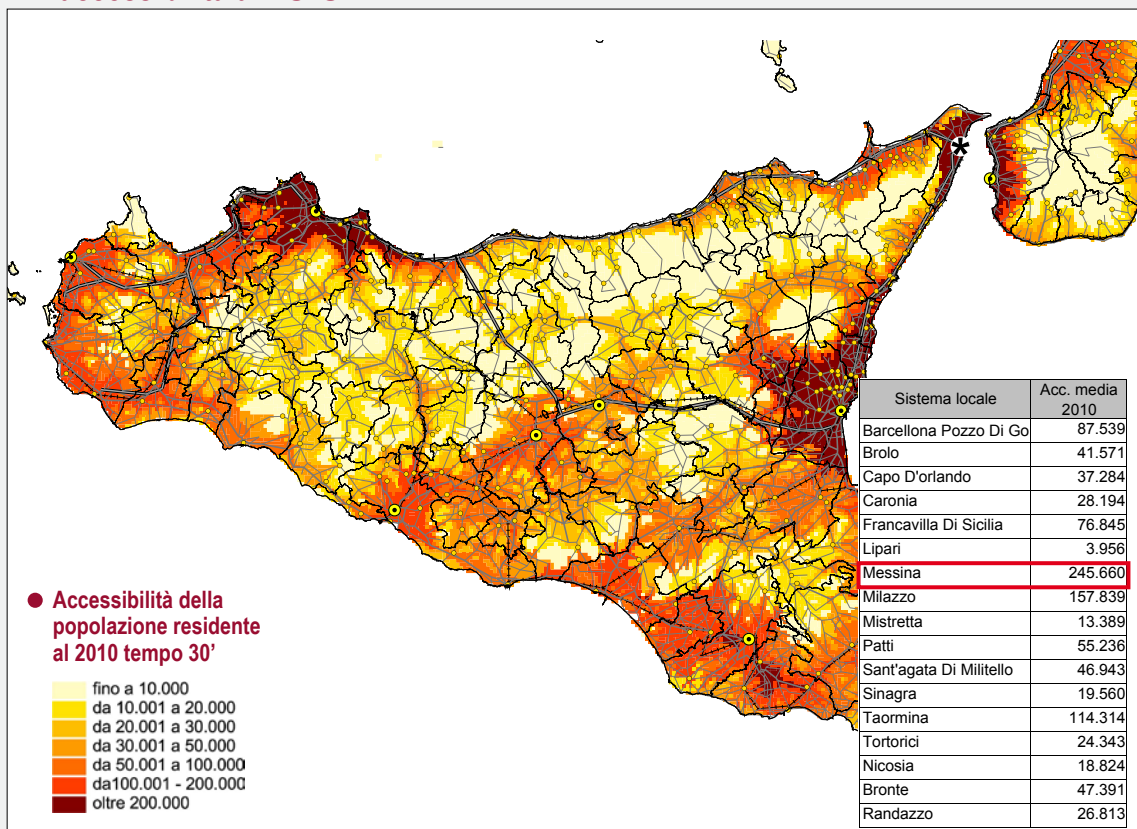 Sistema locale Acc. media 2010
Barcellona Pozzo Di Go 87.539
Brolo 41.571
Capo D'orlando 37.284
Caronia 28.194
Francavilla Di Sicilia 76.845
Lipari 3.956
Messina 245.660
Milazzo 157.839
Mistretta 13.389
Patti 55.236
Sant'agata Di Militello 46.943
Sinagra 19.560
Taormina 114.314
Tortorici 24.343
Nicosia 18.824
Bronte 47.391
Randazzo 26.813
Accessibilità della
popolazione residente
al 2010 tempo 30’
fino a 10.000
da 10.001 a 20.000
da 20.001 a 30.000
da 30.001 a 50.000
da 50.001 a 100.000
da100.001 - 200.000
oltre 200.000